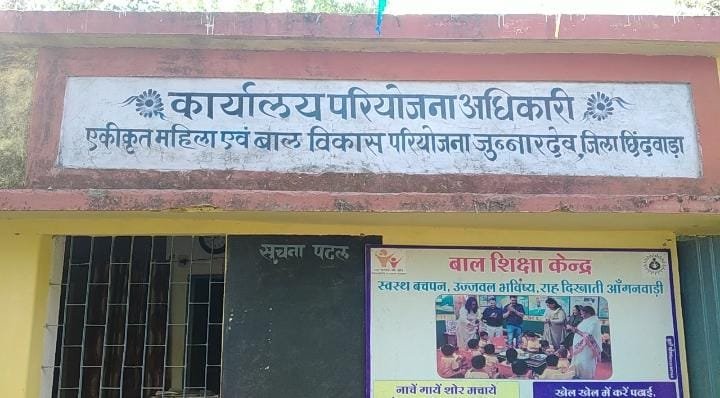 कार्यालय परियोजना अधिकारी
एकीकृत महिला एवं बाल विकास परियोजना जुन्नारदेव, जिला छिंदवाड़ा
सूचना पटल
बाल शिक्षा केन्द्र
स्वस्थ बचपन, उज्जवल भविष्य, राह दिखाती आँगनवाड़ी
नाचें गायें शोर मचायें
खेल खेल में करें पढाई,